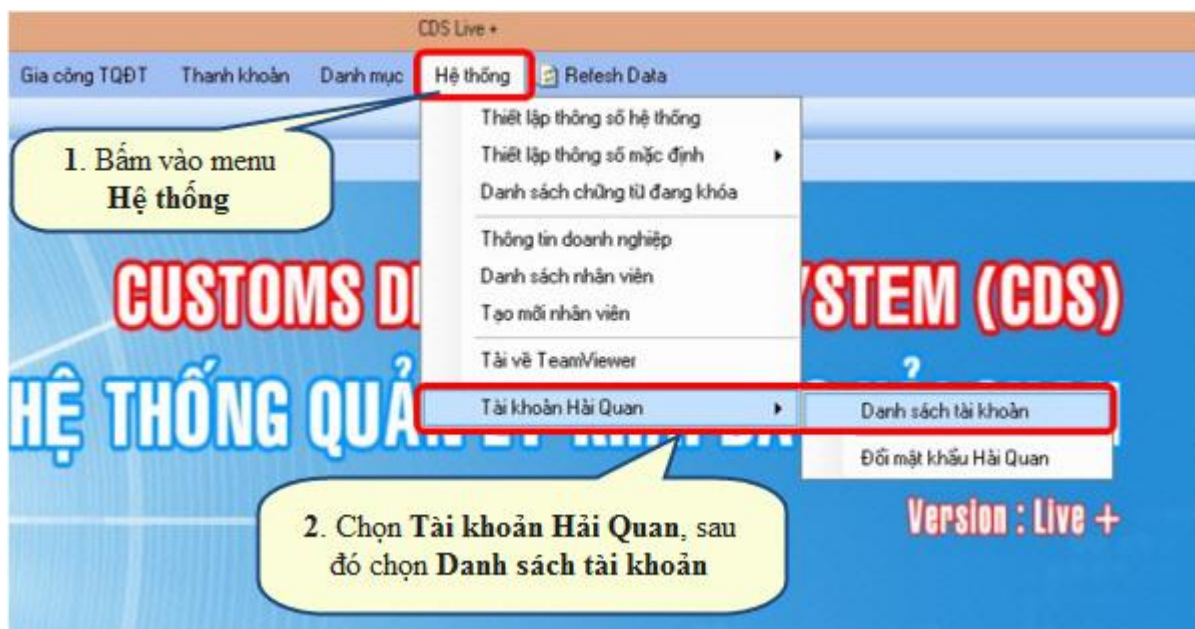 CDS Live +
Gia công TQĐT Thanh khoản Danh mục Hệ thống Refesh Data
Thiết lập thông số hệ thống
1. Bấm vào menu
Hệ thống
Thiết lập thông số mặc định
Danh sách chứng từ đang khóa
Thông tin doanh nghiệp
Danh sách nhân viên
Tạo mới nhân viên
CUSTOMS D YSTEM (CDS)
Tải về TeamViewer
HỆ THỐNG QUẢ
Tài khoản Hải Quan Danh sách tài khoản
Đổi mật khẩu Hải Quan
2. Chọn Tài khoản Hải Quan, sau
đó chọn Danh sách tài khoản
Version : Live +